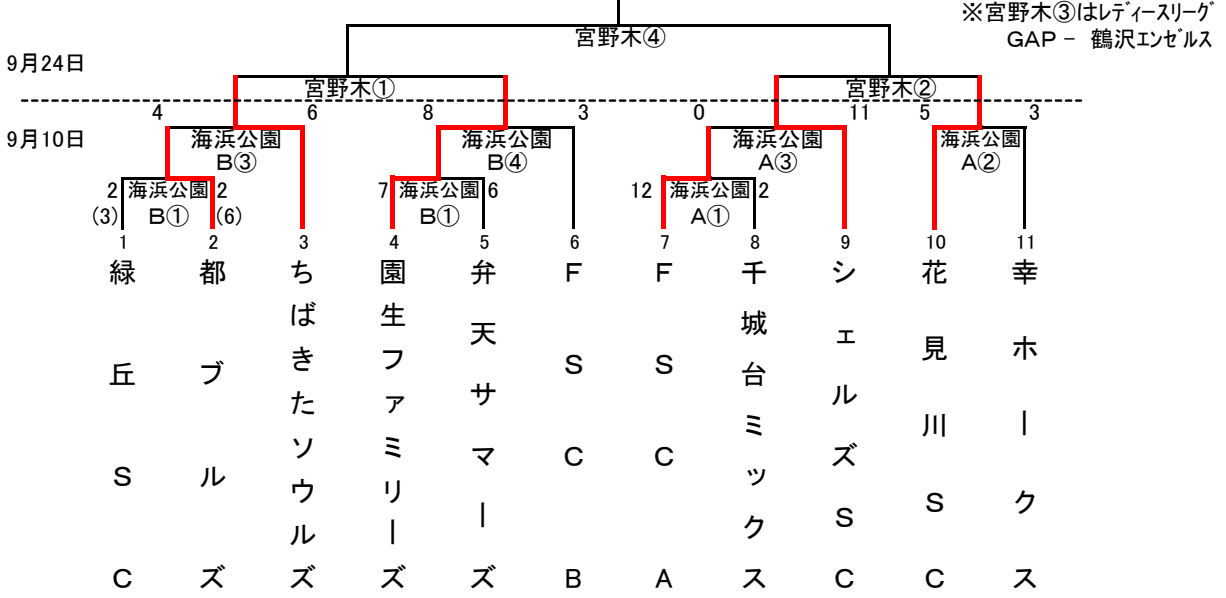 ※宮野木③はレディースリーグ
GAP － 鶴沢エンゼルス
宮野木④
9月24日
宮野木① 宮野木②
4 6 8 3 0 11 5 3
9月10日
海浜公園 海浜公園 海浜公園 海浜公園
B③ B④ A③ A②
2 海浜公園 2 7 海浜公園 6 12 海浜公園 2
(3) B① (6) B① A①
1 2 3 4 5 6 7 8 9 10 11
緑丘SC
都ブルズ
ちばきたソウルズ
園生ファミリーズ
弁天サマーズ
FSCB
FSCA
千城台ミックス
シェルズSC
花見川SC
幸ホークス